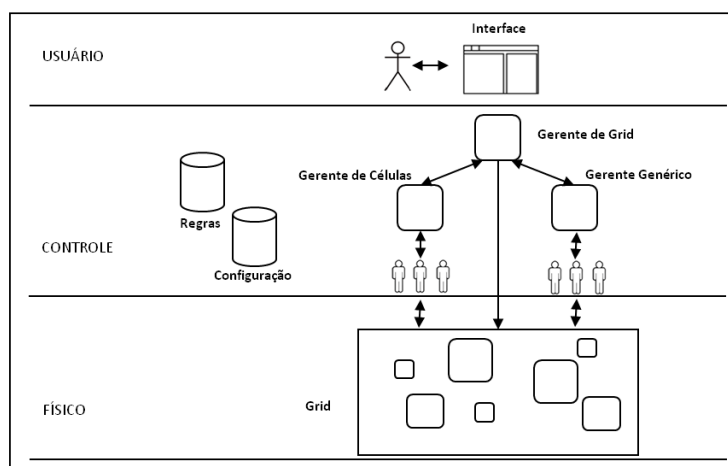 Interface
USUÁRIO
Gerente de Grid
Gerente de Células
Gerente Genérico
Regras
CONTROLE
Configuração
Grid
FÍSICO